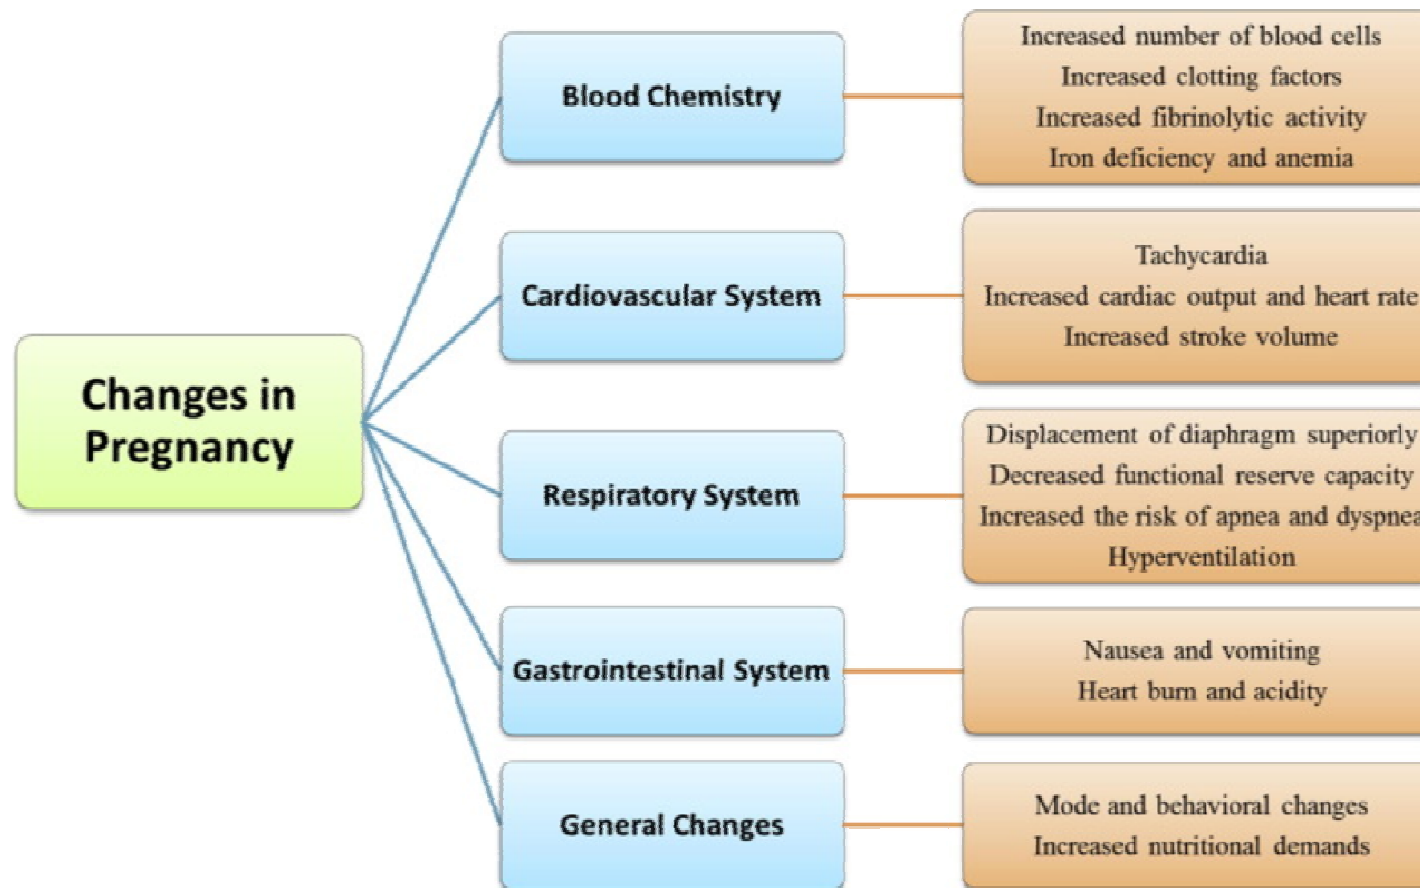 Changes in
Pregnancy
Blood Chemistry
Increased number of blood cells
Increased clotting factors
Increased fibrinolytic activity
Iron deficiency and anemia
Cardiovascular System
Tachycardia
Increased cardiac output and heart rate
Increased stroke volume
Respiratory System
Displacement of diaphragm superiorly
Decreased functional reserve capacity
Increased the risk of apnea and dyspnea
Hyperventilation
Gastrointestinal System
Nausea and vomiting
Heart burn and acidity
General Changes
Mode and behavioral changes
Increased nutritional demands